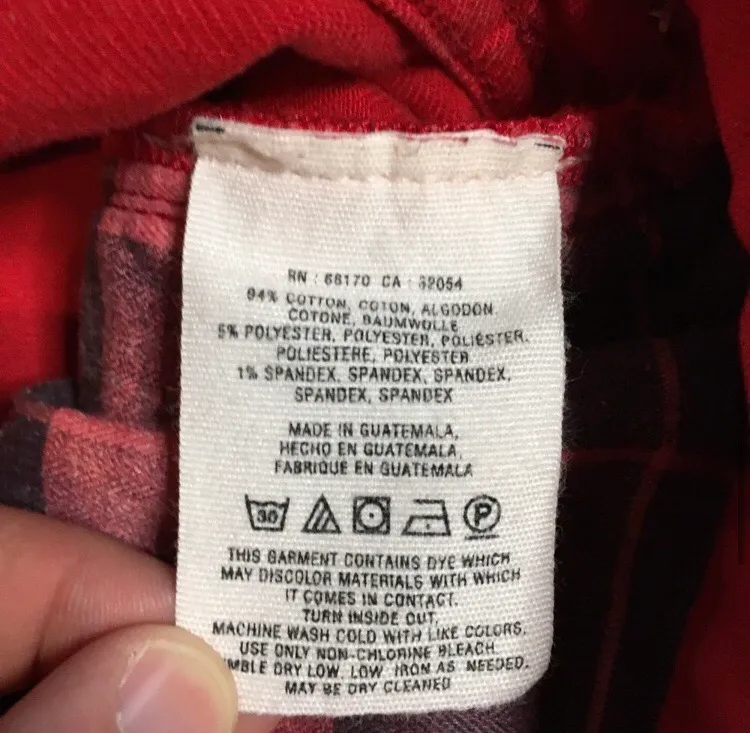 RN : 68170 CA : 32054
94% COTTON, COTON, ALGODON
COTONE, BAUMWOLLE
5% POLYESTER, POLYESTER, POLIÉSTER.
POLIESTERE, POLYESTER
1% SPANDEX, SPANDEX, SPANDEX,
SPANDEX, SPANDEX
MADE IN GUATEMALA,
HECHO EN GUATEMALA,
FABRIQUE EN GUATEMALA
30 P
THIS GARMENT CONTAINS DYE WHICH
MAY DISCOLOR MATERIALS WITH WHICH
IT COMES IN CONTACT.
TURN INSIDE OUT,
MACHINE WASH COLD WITH LIKE COLORS.
USE ONLY NON-CHLORINE BLEACH
MBLE DRY LOW, LOW IRON AS NEEDED.
MAY BE DRY CLEANED